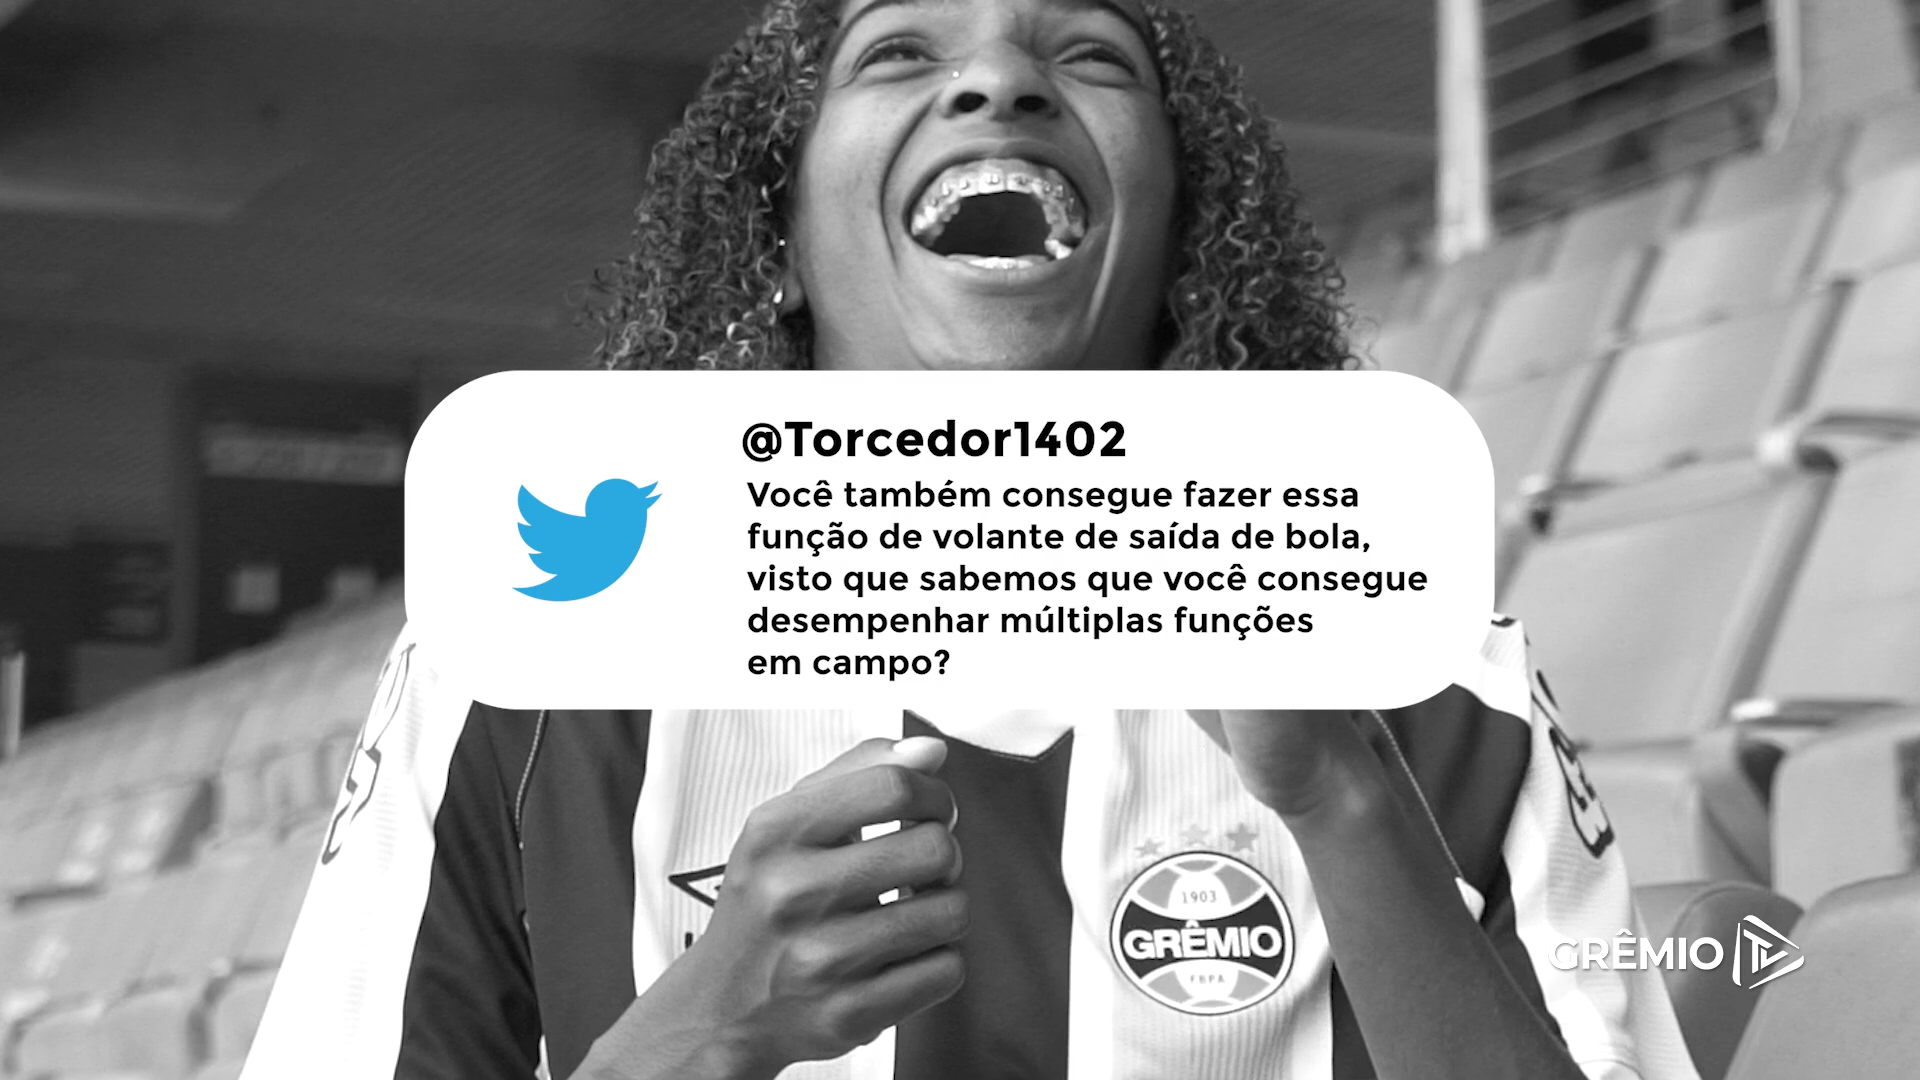 @Torcedor1402
Você também consegue fazer essa
função de volante de saída de bola,
visto que sabemos que você consegue
desempenhar múltiplas funções
em campo?
1903
GRÊMIO
FBPA
GRÊMIO TV